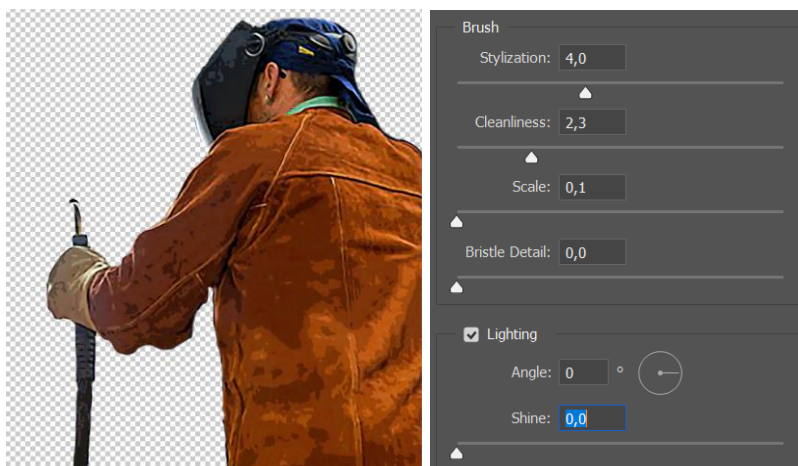 Brush
Stylization: 4,0
Cleanliness: 2,3
Scale: 0,1
Bristle Detail: 0,0
Lighting
Angle: 0 °
Shine: 0,0